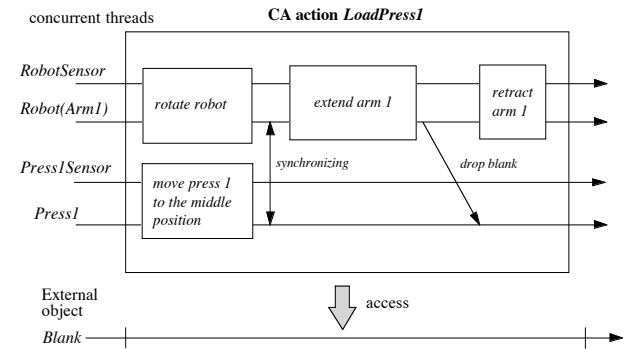 concurrent threads
CA action LoadPress1
RobotSensor
Robot(Arm1)
rotate robot
extend arm 1
retract
arm 1
synchronizing
drop blank
Press1Sensor
Press1
move press 1
to the middle
position
External
object
access
Blank